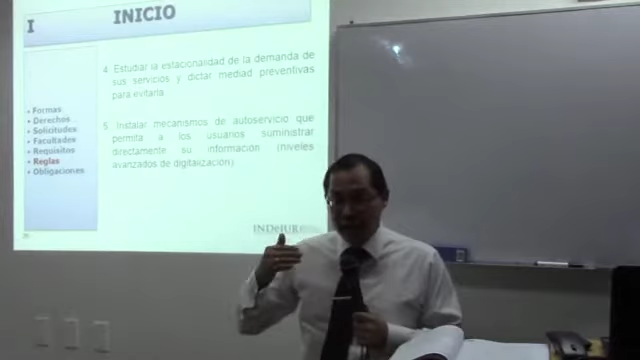 I
INICIO
4. Estudiar la estacionalidad de la demanda de
sus servicios y dictar mediad preventivas
para evitarla
5. Instalar mecanismos de autoservicio que
permita a los usuarios suministrar
directamente su información (niveles
avanzados de digitalización).
• Formas
• Derechos
• Solicitudes
• Facultades
• Requisitos
• Reglas
• Obligaciones
INDeJUR